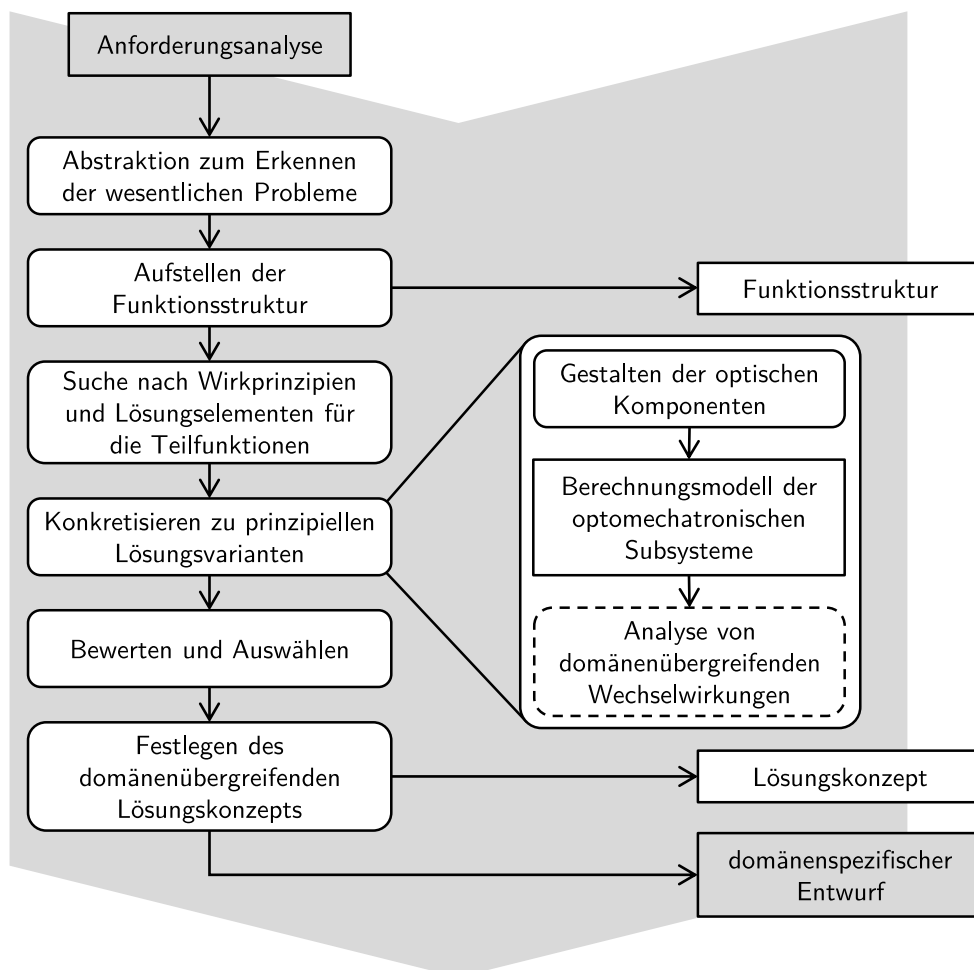 Anforderungsanalyse
Abstraktion zum Erkennen
der wesentlichen Probleme
Aufstellen der
Funktionsstruktur
Funktionsstruktur
Suche nach Wirkprinzipien
und Lösungselementen für
die Teilfunktionen
Konkretisieren zu prinzipiellen
Lösungsvarianten
Gestalten der optischen
Komponenten
Berechnungsmodell der
optomechatronischen
Subsysteme
Analyse von
domänenübergreifenden
Wechselwirkungen
Bewerten und Auswählen
Festlegen des
domänenübergreifenden
Lösungskonzepts
Lösungskonzept
domänenspezifischer
Entwurf